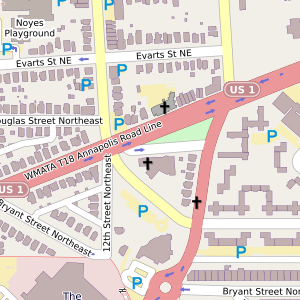 Noyes
Playground
P
P
Evarts St NE
Evarts St NE
P
US 1
P
ouglas Street Northeast
P
WMATA T18 Annapolis Road Line
US 1
12th Street Northeast
P
Bryant Street Northeast
P
P
The
Bryant Street Northeast